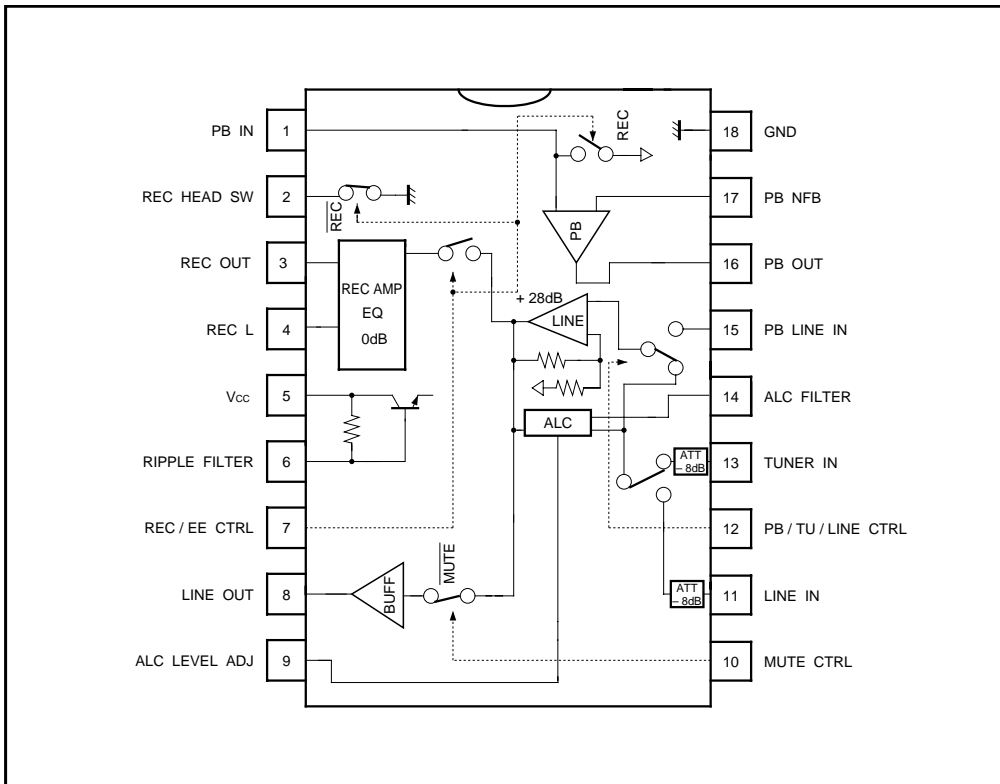 PB IN
1
REC HEAD SW
2
REC OUT
3
REC L
4
Vcc
5
RIPPLE FILTER
6
REC / EE CTRL
7
LINE OUT
8
ALC LEVEL ADJ
9
REC
REC
PB
REC AMP
EQ
0dB
+ 28dB
LINE
ALC
ATT
– 8dB
ATT
– 8dB
MUTE
BUFF
18
GND
17
PB NFB
16
PB OUT
15
PB LINE IN
14
ALC FILTER
13
TUNER IN
12
PB / TU / LINE CTRL
11
LINE IN
10
MUTE CTRL